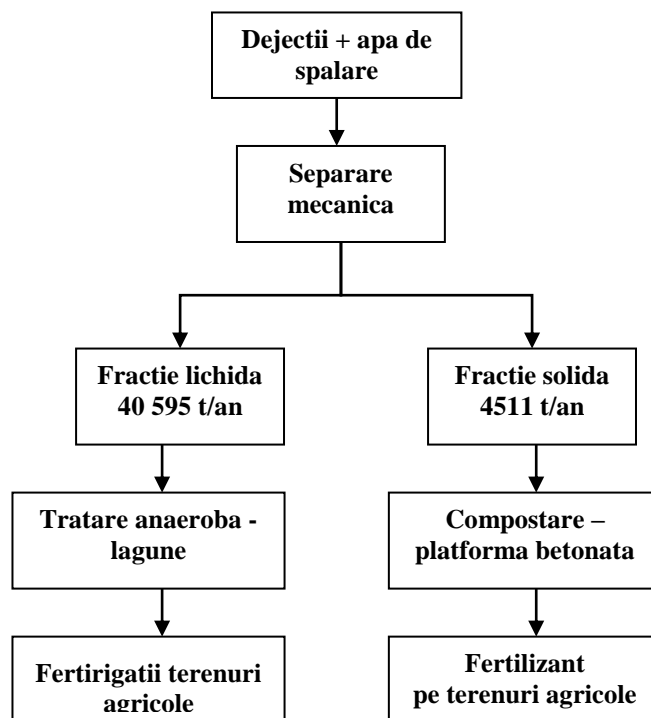 Dejectii + apa de
spalare
Separare
mecanica
Fractie lichida
40 595 t/an
Fractie solida
4511 t/an
Tratare anaeroba -
lagune
Compostare –
platforma betonata
Fertirigatii terenuri
agricole
Fertilizant
pe terenuri agricole